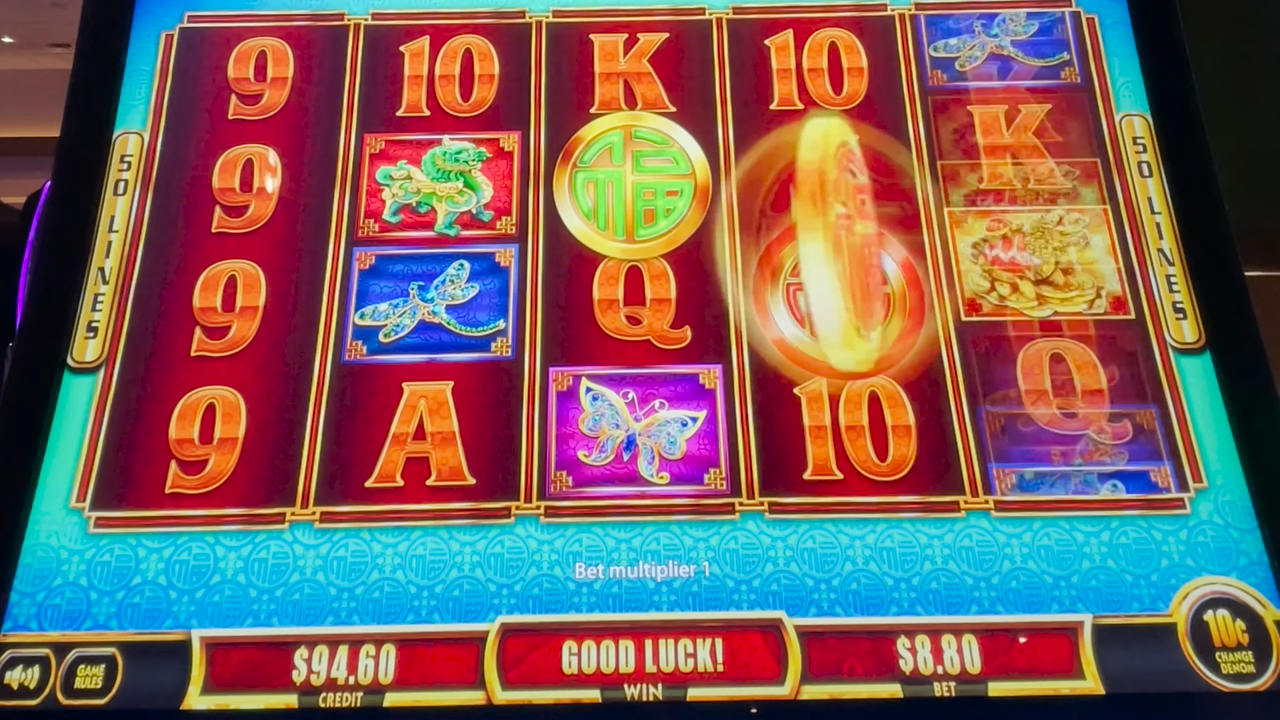 9 10 K 10
K
9 福
9 Q
Q
9 A 10
50 LINES
50 LINES
Bet multiplier 1
GAME
RULES
$94.60
CREDIT
GOOD LUCK!
WIN
$8.80
BET
10¢
CHANGE
DENOM